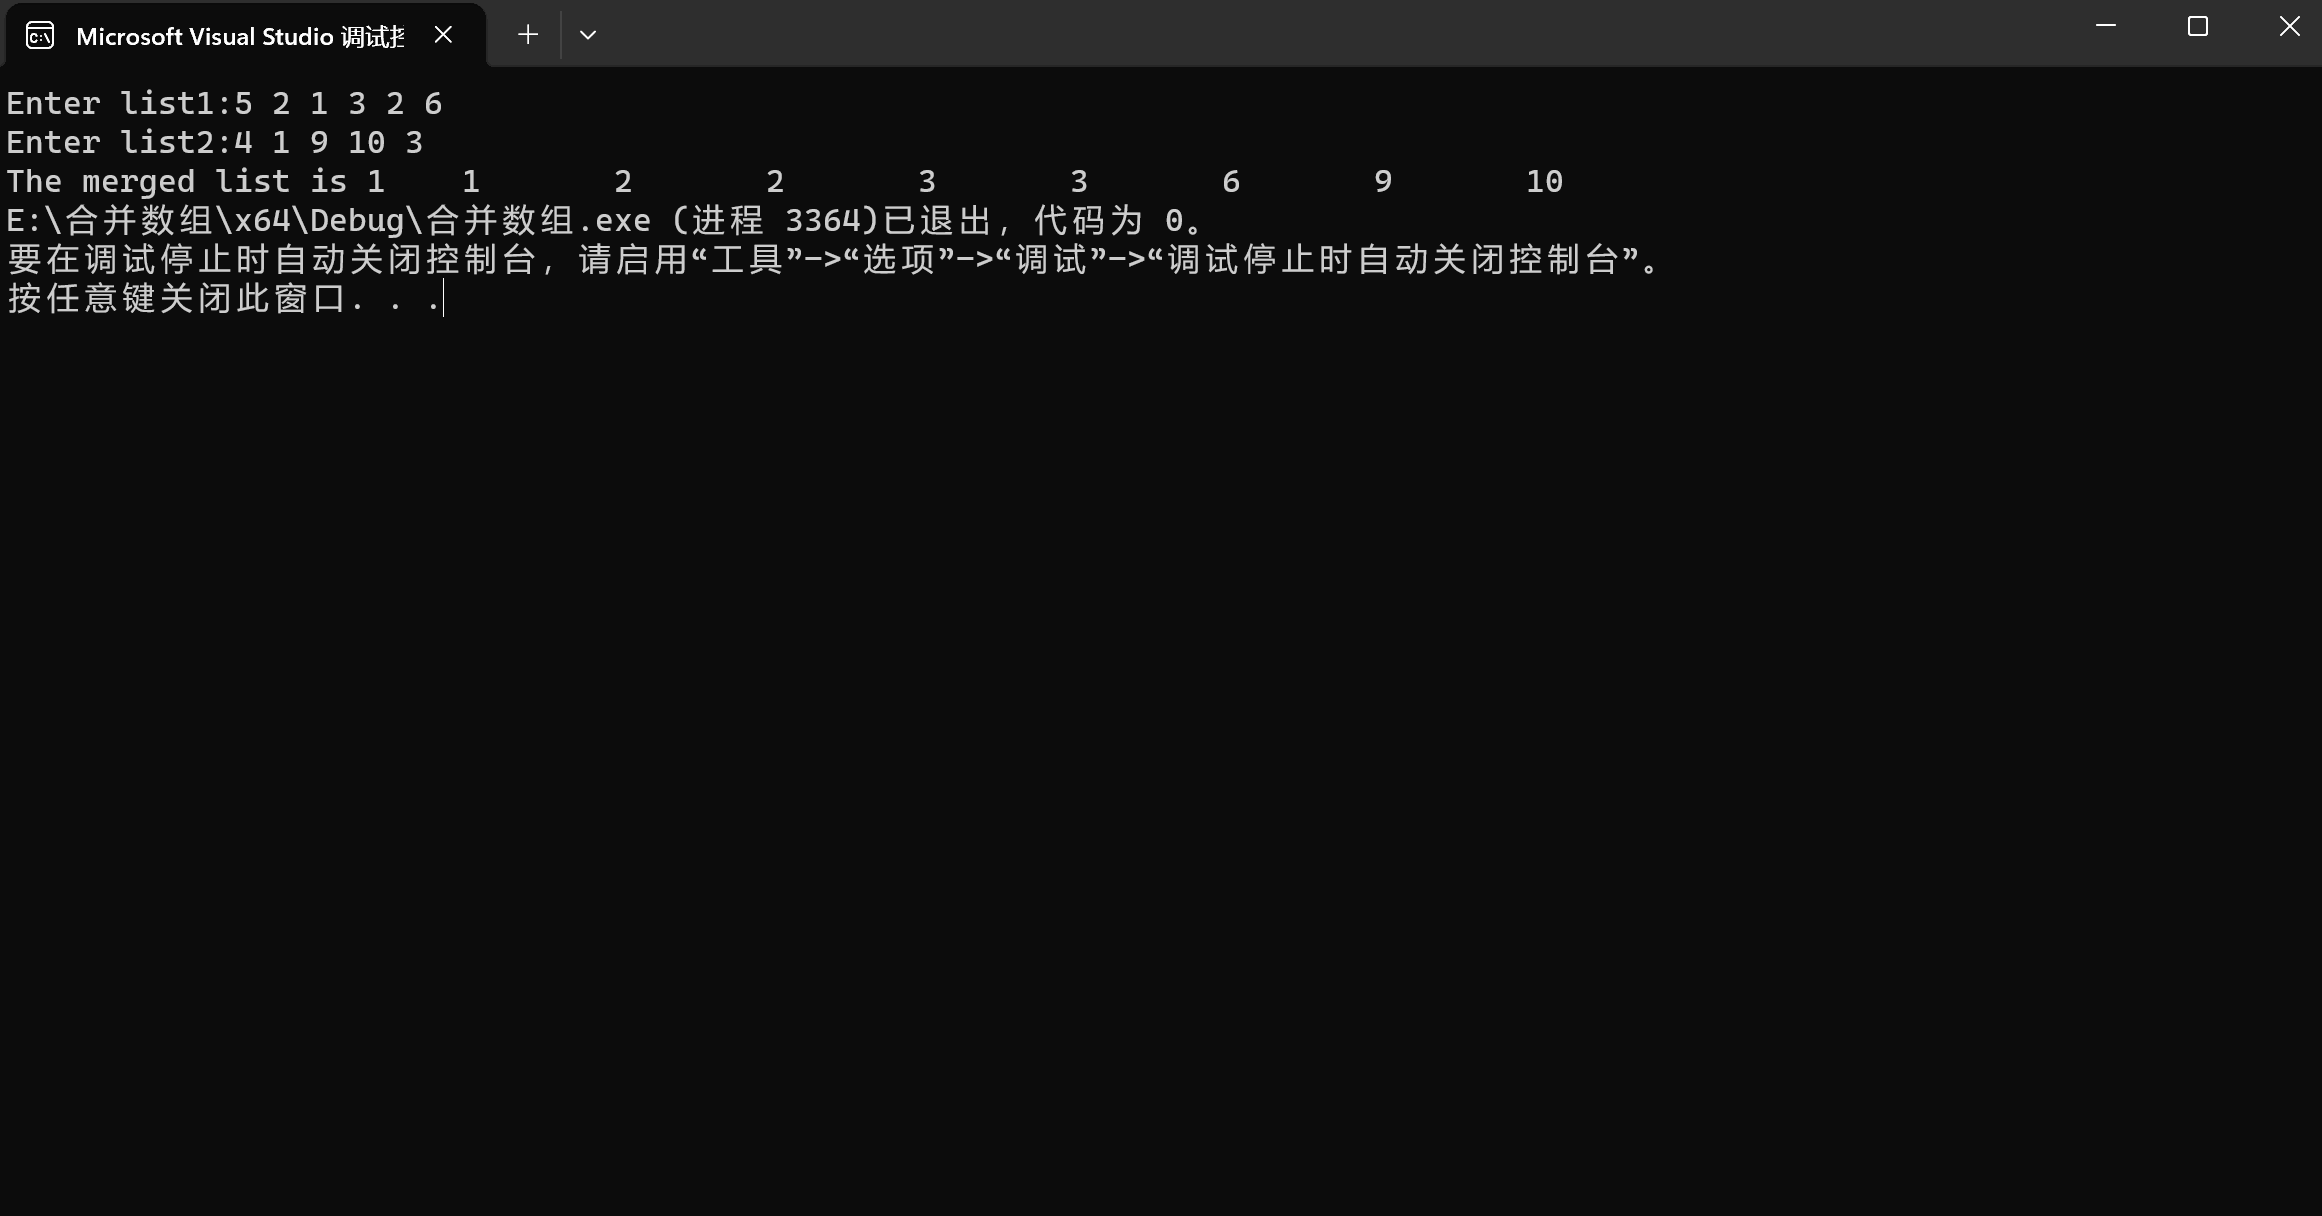 Microsoft Visual Studio 调试
Enter list1:5 2 1 3 2 6
Enter list2:4 1 9 10 3
The merged list is 1    1       2       2       3       3       6       9       10
E:\合并数组\x64\Debug\合并数组.exe (进程 3364)已退出，代码为 0。
要在调试停止时自动关闭控制台，请启用“工具”->“选项”->“调试”->“调试停止时自动关闭控制台”。
按任意键关闭此窗口. . .